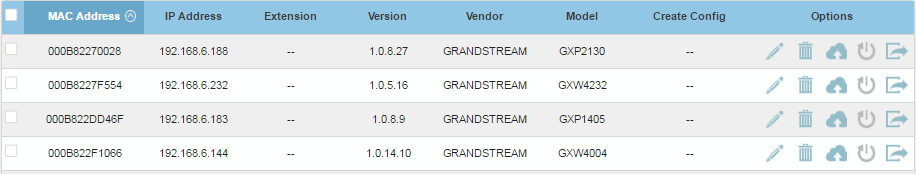 MAC Address IP Address Extension Version Vendor Model Create Config Options
000B82270028 192.168.6.188 -- 1.0.8.27 GRANDSTREAM GXP2130 --
000B8227F554 192.168.6.232 -- 1.0.5.16 GRANDSTREAM GXW4232 --
000B822DD46F 192.168.6.183 -- 1.0.8.9 GRANDSTREAM GXP1405 --
000B822F1066 192.168.6.144 -- 1.0.14.10 GRANDSTREAM GXW4004 --